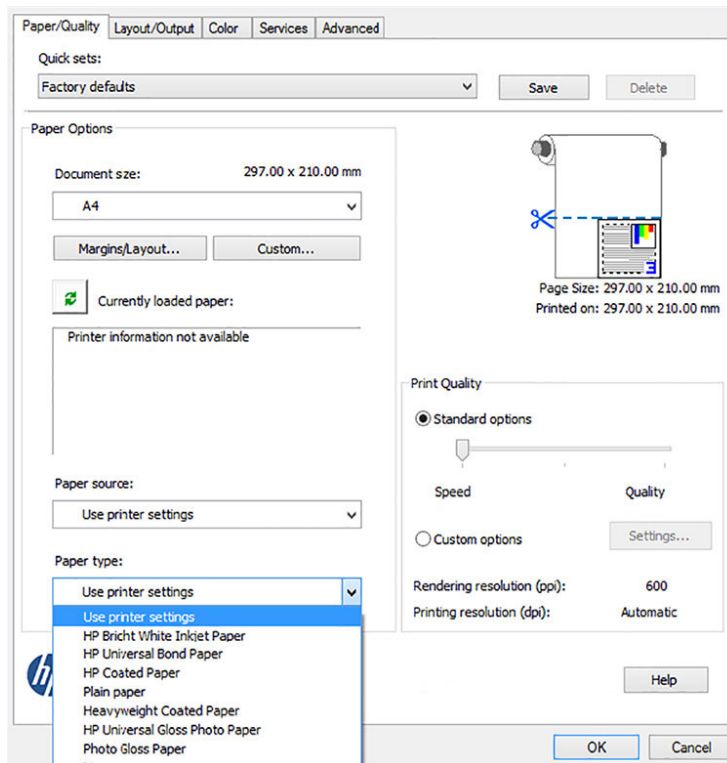 Paper/Quality Layout/Output Color Services Advanced
Quick sets:
Factory defaults Save Delete
Paper Options
Document size: 297.00 x 210.00 mm
A4
Margins/Layout... Custom...
Currently loaded paper:
Printer information not available
Page Size: 297.00 x 210.00 mm
Printed on: 297.00 x 210.00 mm
Print Quality
Standard options
Speed Quality
Custom options Settings...
Rendering resolution (ppi): 600
Printing resolution (dpi): Automatic
Paper source:
Use printer settings
Paper type:
Use printer settings
Use printer settings
HP Bricht White Inkjet Paper
HP Universal Bond Paper
HP Coated Paper
Plain paper
Heavyweight Coated Paper
HP Universal Gloss Photo Paper
Photo Gloss Paper
hp
Help
OK Cancel